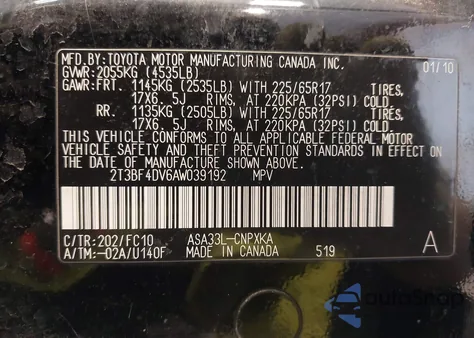 MFD. BY: TOYOTA MOTOR MANUFACTURING CANADA INC.
GVWR: 2055KG (4535LB) 01/10
GAWR: FRT. 1145KG (2535LB) WITH 225/65R17 TIRES,
17X6. 5J RIMS, AT 220KPA (32PSI) COLD.
RR. 1135KG (2505LB) WITH 225/65R17 TIRES,
17X6. 5J RIMS, AT 220KPA (32PSI) COLD.
THIS VEHICLE CONFORMS TO ALL APPLICABLE FEDERAL MOTOR
VEHICLE SAFETY AND THEFT PREVENTION STANDARDS IN EFFECT ON
THE DATE OF MANUFACTURE SHOWN ABOVE.
2T3BF4DV6AW039192 MPV
C/TR: 202/FC10 ASA33L-CNPXKA
A/TM: -02A/U140F MADE IN CANADA 519 A
autoSnap